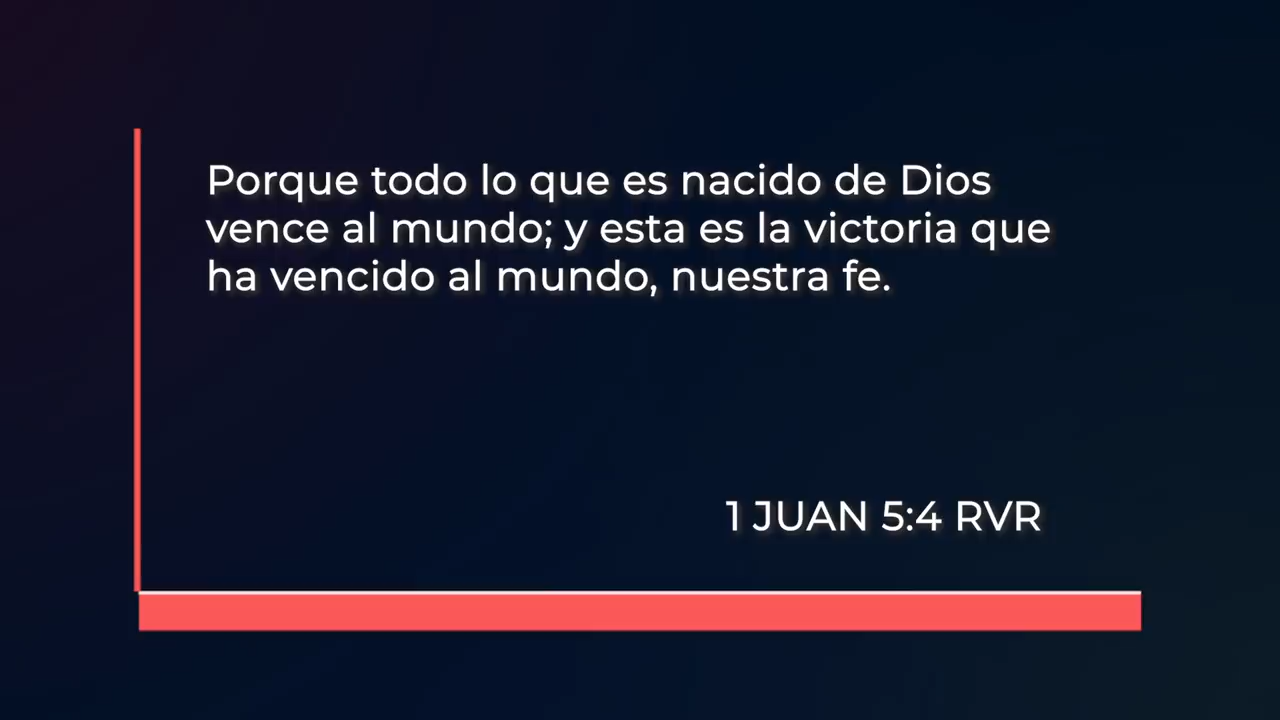 Porque todo lo que es nacido de Dios
vence al mundo; y esta es la victoria que
ha vencido al mundo, nuestra fe.
1 JUAN 5:4 RVR